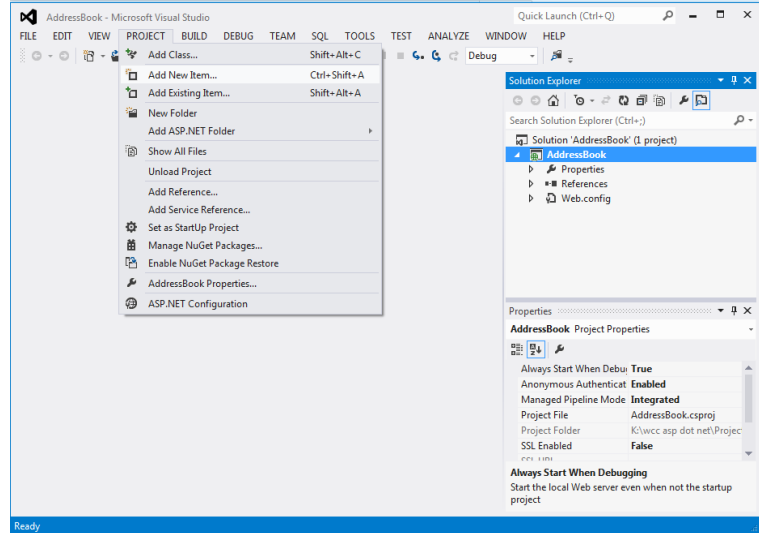 AddressBook - Microsoft Visual Studio
Quick Launch (Ctrl+Q)
FILE EDIT VIEW PROJECT BUILD DEBUG TEAM SQL TOOLS TEST ANALYZE WINDOW HELP
Debug
Add Class... Shift+Alt+C
Add New Item... Ctrl+Shift+A
Add Existing Item... Shift+Alt+A
New Folder
Add ASP.NET Folder
Show All Files
Unload Project
Add Reference...
Add Service Reference...
Set as StartUp Project
Manage NuGet Packages...
Enable NuGet Package Restore
AddressBook Properties...
ASP.NET Configuration
Solution Explorer
Search Solution Explorer (Ctrl+;)
Solution 'AddressBook' (1 project)
AddressBook
Properties
References
Web.config
Properties
AddressBook Project Properties
Always Start When Debug True
Anonymous Authenticat Enabled
Managed Pipeline Mode Integrated
Project File AddressBook.csproj
Project Folder K:\wcc asp dot net\Projec
SSL Enabled False
Always Start When Debugging
Start the local Web server even when not the startup
project
Ready